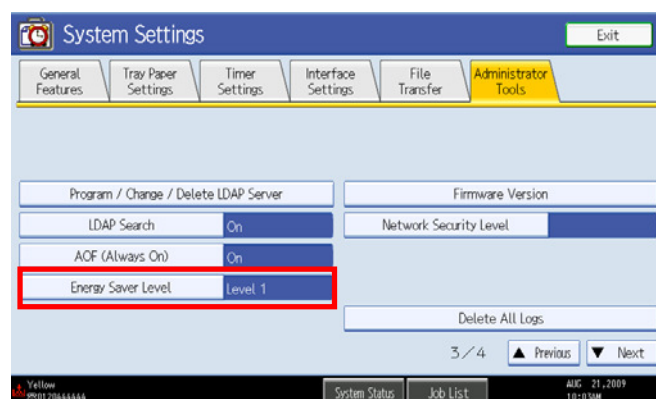 System Settings
Exit
General
Features
Tray Paper
Settings
Timer
Settings
Interface
Settings
File
Transfer
Administrator
Tools
Program / Change / Delete LDAP Server
Firmware Version
LDAP Search
On
Network Security Level
AOF (Always On)
On
Energy Saver Level
Level 1
Delete All Logs
3/4
▲ Previous
▼ Next
Yellow
System Status
Job List
AUG 21,2009
10:03AM